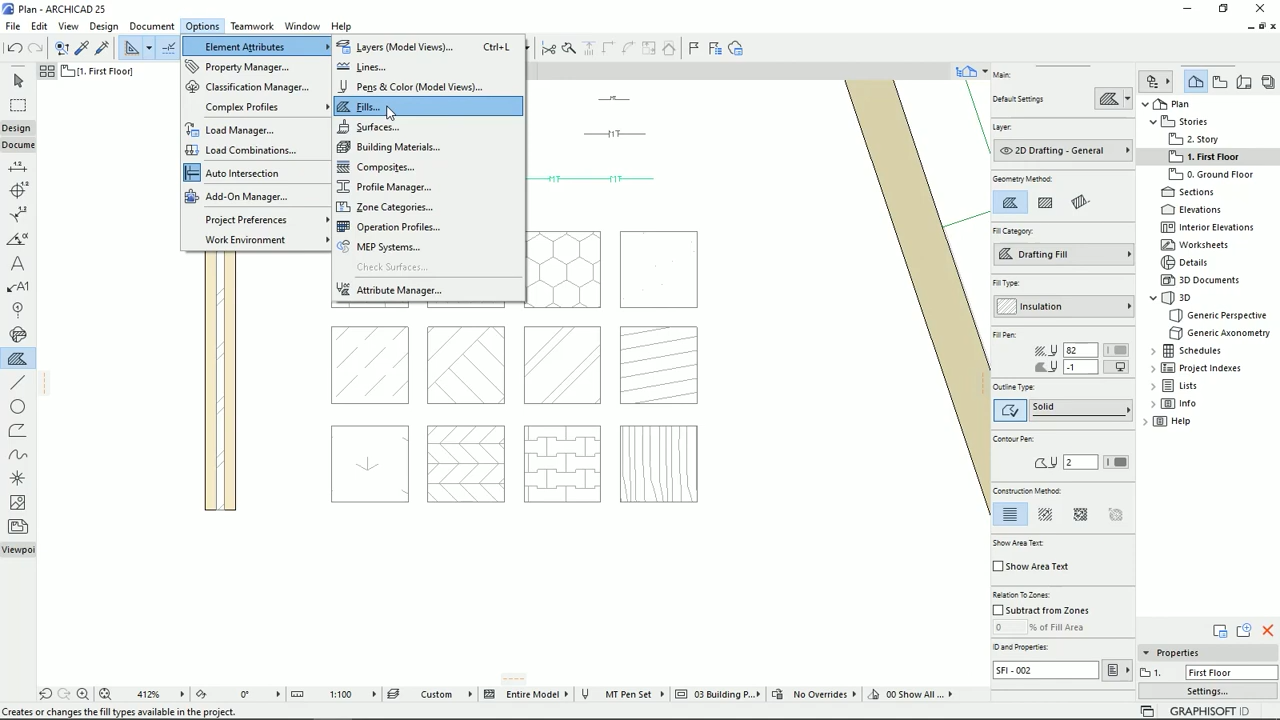 Plan - ARCHICAD 25
File Edit View Design Document Options Teamwork Window Help
[1. First Floor]
Element Attributes
Property Manager...
Classification Manager...
Complex Profiles
Load Manager...
Load Combinations...
Auto Intersection
Add-On Manager...
Project Preferences
Work Environment
Layers (Model Views)... Ctrl+L
Lines...
Pens & Color (Model Views)...
Fills...
Surfaces...
Building Materials...
Composites...
Profile Manager...
Zone Categories...
Operation Profiles...
MEP Systems...
Check Surfaces...
Attribute Manager...
Design
Docume
Viewpoi
Main:
Default Settings
Layer:
2D Drafting - General
Geometry Method:
Fill Category:
Drafting Fill
Fill Type:
Insulation
Fill Pen:
82
-1
Outline Type:
Solid
Contour Pen:
2
Construction Method:
Show Area Text:
Show Area Text
Relation To Zones:
Subtract from Zones
0 % of Fill Area
ID and Properties:
SFI - 002
Plan
Stories
2. Story
1. First Floor
0. Ground Floor
Sections
Elevations
Interior Elevations
Worksheets
Details
3D Documents
3D
Generic Perspective
Generic Axonometry
Schedules
Project Indexes
Lists
Info
Help
Properties
1. First Floor
Settings...
GRAPHISOFT ID
412% 0° 1:100 Custom Entire Model MT Pen Set 03 Building P... No Overrides 00 Show All ...
Creates or changes the fill types available in the project.